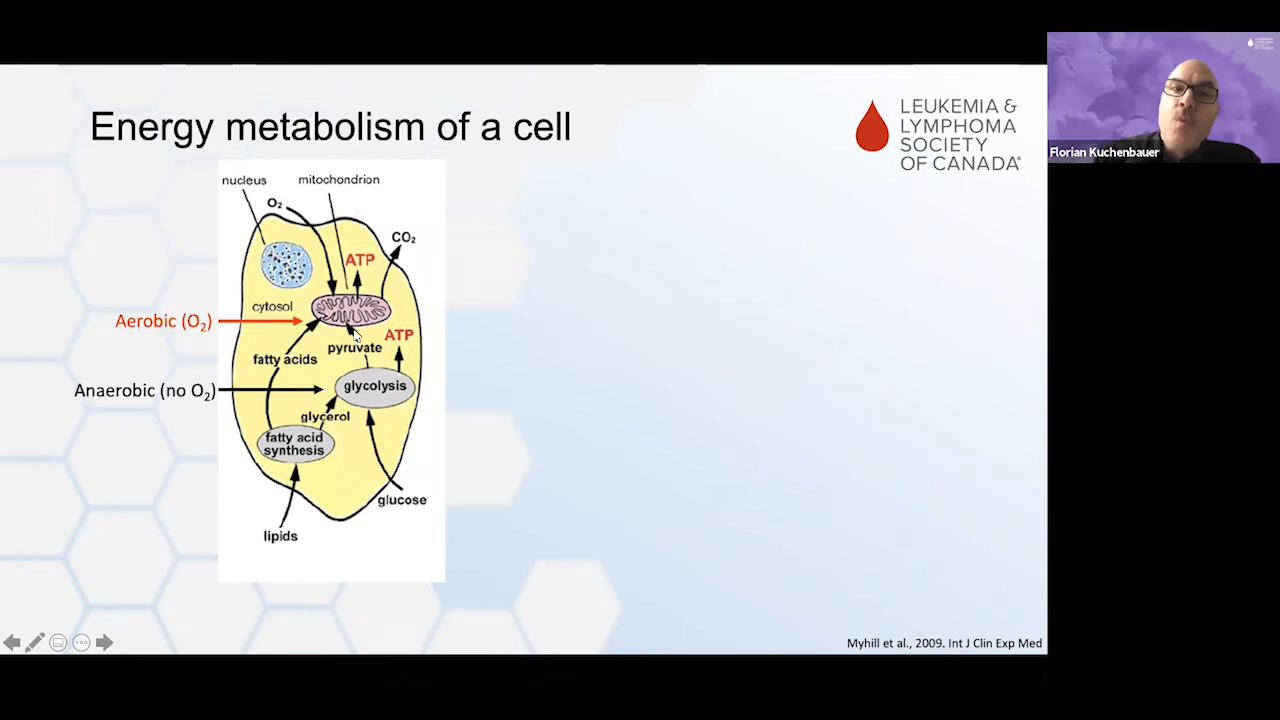 Energy metabolism of a cell
LEUKEMIA &
LYMPHOMA
SOCIETY
OF CANADA®
Florian Kuchenbauer
nucleus
mitochondrion
O₂
CO₂
ATP
cytosol
Aerobic (O₂)
ATP
pyruvate
fatty acids
Anaerobic (no O₂)
glycolysis
glycerol
fatty acid
synthesis
glucose
lipids
Myhill et al., 2009. Int J Clin Exp Med